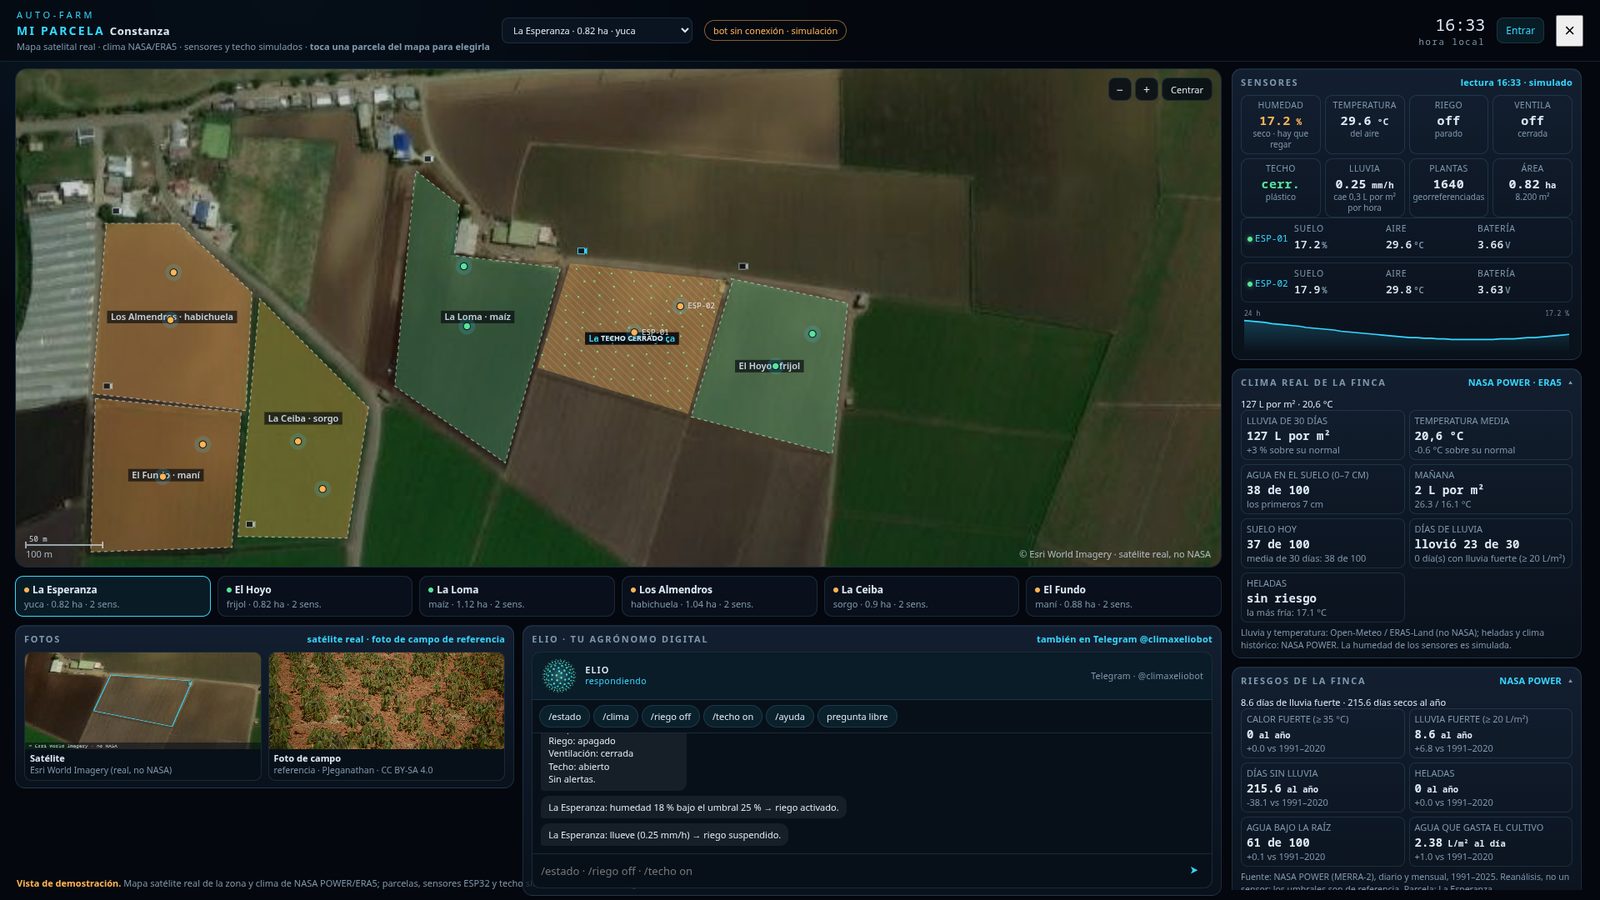 AUTO-FARM
MI PARCELA Constanza
Mapa satelital real · clima NASA/ERA5 · sensores y techo simulados · toca una parcela del mapa para elegirla
La Esperanza · 0.82 ha · yuca
bot sin conexión · simulación
16:33
hora local
Entrar
✕
−
+
Centrar
Los Almendros · habichuela
La Loma · maíz
ESP-02
ESP-01
TECHO CERRADO
El Hoyo · frijol
La Ceiba · sorgo
El Fundo · maní
50 m
100 m
© Esri World Imagery · satélite real, no NASA
La Esperanza
yuca · 0.82 ha · 2 sens.
El Hoyo
frijol · 0.82 ha · 2 sens.
La Loma
maíz · 1.12 ha · 2 sens.
Los Almendros
habichuela · 1.04 ha · 2 sens.
La Ceiba
sorgo · 0.9 ha · 2 sens.
El Fundo
maní · 0.88 ha · 2 sens.
FOTOS
satélite real · foto de campo de referencia
© Esri World Imagery · no NASA
Satélite
Esri World Imagery (real, no NASA)
Foto de campo
referencia · PJeganathan · CC BY-SA 4.0
Vista de demostración. Mapa satélite real de la zona y clima de NASA POWER/ERA5; parcelas, sensores ESP32 y techo
ELIO · TU AGRÓNOMO DIGITAL
también en Telegram @climaxeliobot
ELIO
respondiendo
Telegram · @climaxeliobot
/estado
/clima
/riego off
/techo on
/ayuda
pregunta libre
Riego: apagado
Ventilación: cerrada
Techo: abierto
Sin alertas.
La Esperanza: humedad 18 % bajo el umbral 25 % → riego activado.
La Esperanza: llueve (0.25 mm/h) → riego suspendido.
/estado · /riego off · /techo on
SENSORES
lectura 16:33 · simulado
HUMEDAD
17.2 %
seco · hay que regar
TEMPERATURA
29.6 °C
del aire
RIEGO
off
parado
VENTILA
off
cerrada
TECHO
cerr.
plástico
LLUVIA
0.25 mm/h
cae 0,3 L por m² por hora
PLANTAS
1640
georreferenciadas
ÁREA
0.82 ha
8.200 m²
ESP-01
SUELO
17.2 %
AIRE
29.6 °C
BATERÍA
3.66 V
ESP-02
SUELO
17.9 %
AIRE
29.8 °C
BATERÍA
3.63 V
24 h
17.2 %
CLIMA REAL DE LA FINCA
NASA POWER · ERA5
127 L por m² · 20,6 °C
LLUVIA DE 30 DÍAS
127 L por m²
+3 % sobre su normal
TEMPERATURA MEDIA
20,6 °C
-0.6 °C sobre su normal
AGUA EN EL SUELO (0–7 CM)
38 de 100
los primeros 7 cm
MAÑANA
2 L por m²
26.3 / 16.1 °C
SUELO HOY
37 de 100
media de 30 días: 38 de 100
DÍAS DE LLUVIA
llovió 23 de 30
0 día(s) con lluvia fuerte (≥ 20 L/m²)
HELADAS
sin riesgo
la más fría: 17.1 °C
Lluvia y temperatura: Open-Meteo / ERA5-Land (no NASA); heladas y clima
histórico: NASA POWER. La humedad de los sensores es simulada.
RIESGOS DE LA FINCA
NASA POWER
8.6 días de lluvia fuerte · 215.6 días secos al año
CALOR FUERTE (≥ 35 °C)
0 al año
+0.0 vs 1991–2020
LLUVIA FUERTE (≥ 20 L/m²)
8.6 al año
+6.8 vs 1991–2020
DÍAS SIN LLUVIA
215.6 al año
-38.1 vs 1991–2020
HELADAS
0 al año
+0.0 vs 1991–2020
AGUA BAJO LA RAÍZ
61 de 100
+0.1 vs 1991–2020
AGUA QUE GASTA EL CULTIVO
2.38 L/m² al día
+1.0 vs 1991–2020
Fuente: NASA POWER (MERRA-2), diario y mensual, 1991–2025. Reanálisis, no un
sensor: los umbrales son de referencia. Parcela: La Esperanza